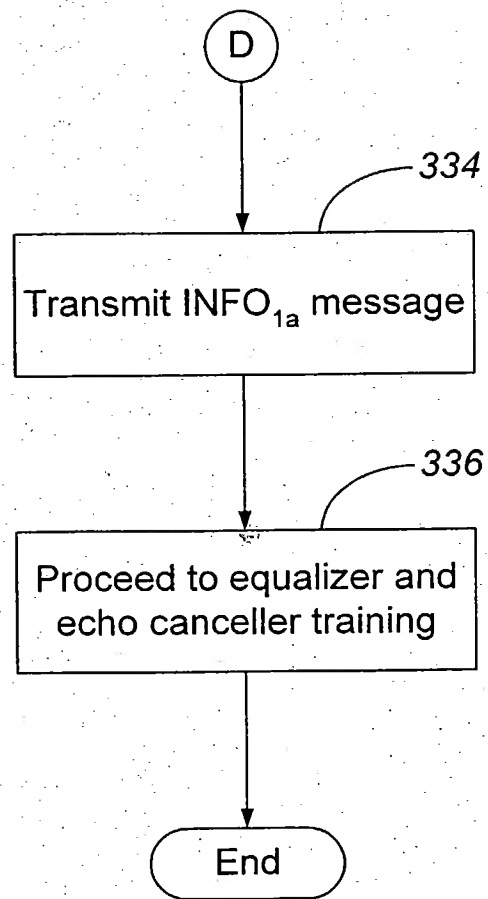 D
334
Transmit INFO1a message
336
Proceed to equalizer and
echo canceller training
End